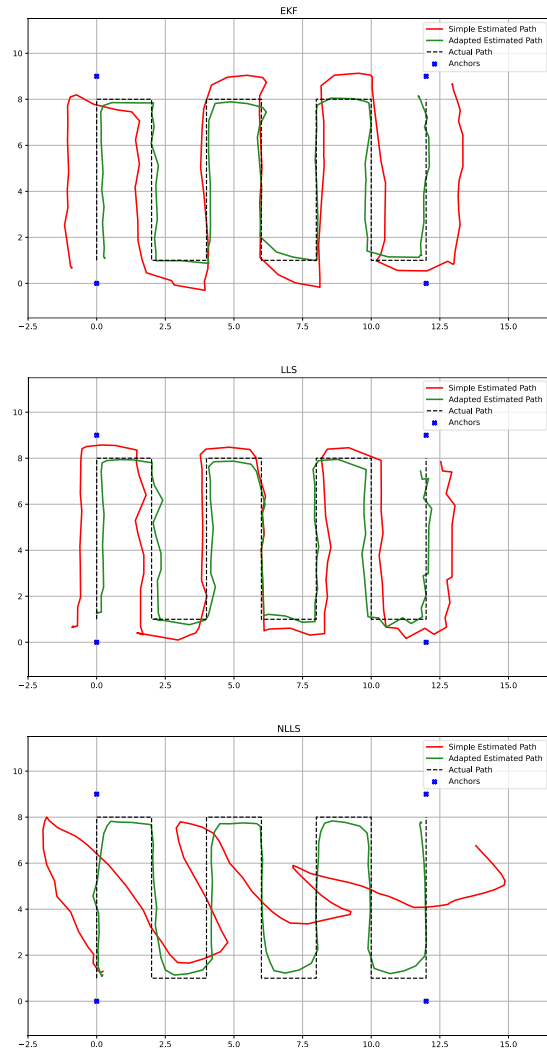 EKF
Simple Estimated Path
Adapted Estimated Path
Actual Path
Anchors
10
8
6
4
2
0
−2.5 0.0 2.5 5.0 7.5 10.0 12.5 15.0
LLS
Simple Estimated Path
Adapted Estimated Path
Actual Path
Anchors
10
8
6
4
2
0
−2.5 0.0 2.5 5.0 7.5 10.0 12.5 15.0
NLLS
Simple Estimated Path
Adapted Estimated Path
Actual Path
Anchors
10
8
6
4
2
0
−2.5 0.0 2.5 5.0 7.5 10.0 12.5 15.0